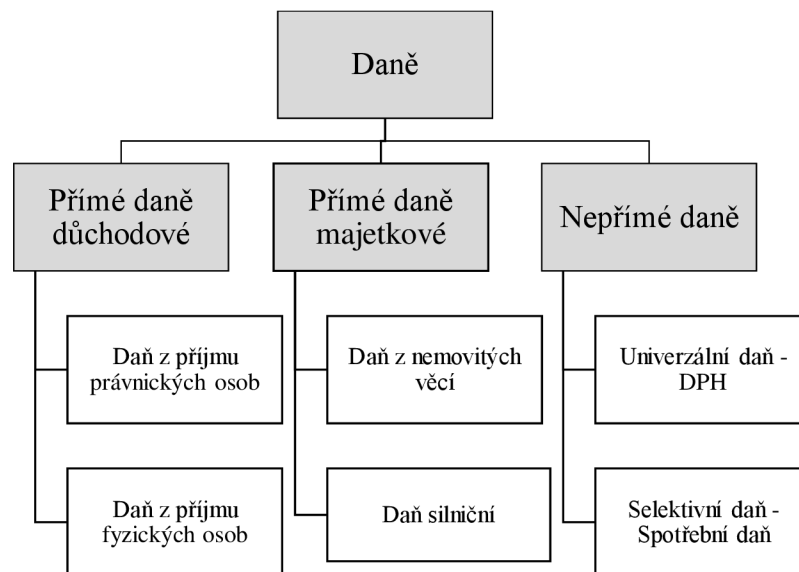 Daně
Přímé daně
důchodové
Přímé daně
majetkové
Nepřímé daně
Daň z příjmu
právnických osob
Daň z nemovitých
věcí
Univerzální daň -
DPH
Daň z příjmu
fyzických osob
Daň silniční
Selektivní daň -
Spotřební daň